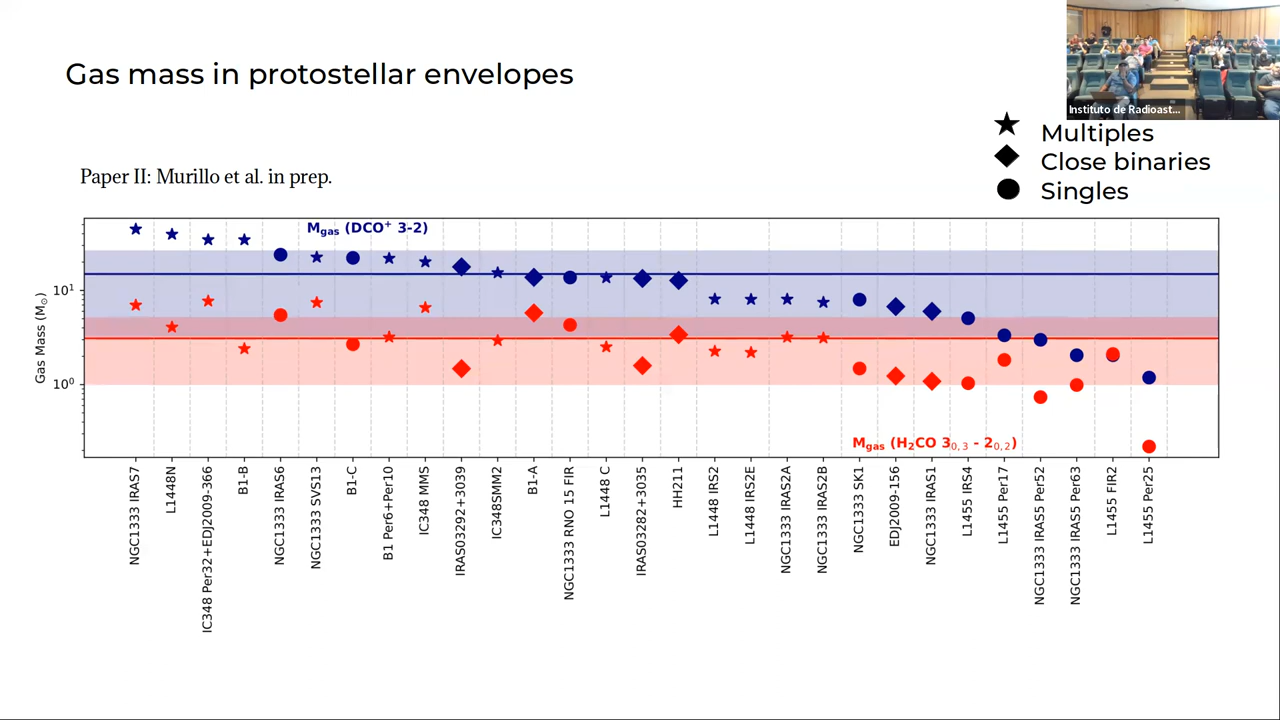 Gas mass in protostellar envelopes
Instituto de Radioast...
Multiples
Close binaries
Singles
Paper II: Murillo et al. in prep.
M_gas (DCO⁺ 3-2)
Gas Mass (M_⊙)
10¹
10⁰
M_gas (H₂CO 3₀,₃ - 2₀,₂)
NGC1333 IRAS7
L1448N
IC348 Per32+EDJ2009-366
B1-B
NGC1333 IRAS6
NGC1333 SVS13
B1-C
B1 Per6+Per10
IC348 MMS
IRAS03292+3039
IC348SMM2
B1-A
NGC1333 RNO 15 FIR
L1448 C
IRAS03282+3035
HH211
L1448 IRS2
L1448 IRS2E
NGC1333 IRAS2A
NGC1333 IRAS2B
NGC1333 SK1
EDJ2009-156
NGC1333 IRAS1
L1455 IRS4
L1455 Per17
NGC1333 IRAS5 Per52
NGC1333 IRAS5 Per63
L1455 FIR2
L1455 Per25